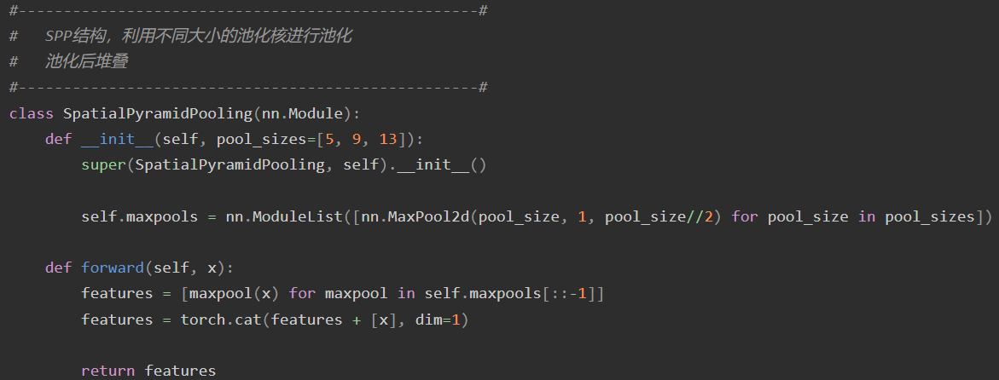 #---------------------------------------------------#
#   SPP结构，利用不同大小的池化核进行池化
#   池化后堆叠
#---------------------------------------------------#
class SpatialPyramidPooling(nn.Module):
    def __init__(self, pool_sizes=[5, 9, 13]):
        super(SpatialPyramidPooling, self).__init__()
        self.maxpools = nn.ModuleList([nn.MaxPool2d(pool_size, 1, pool_size//2) for pool_size in pool_sizes])
    def forward(self, x):
        features = [maxpool(x) for maxpool in self.maxpools[::-1]]
        features = torch.cat(features + [x], dim=1)
        return features